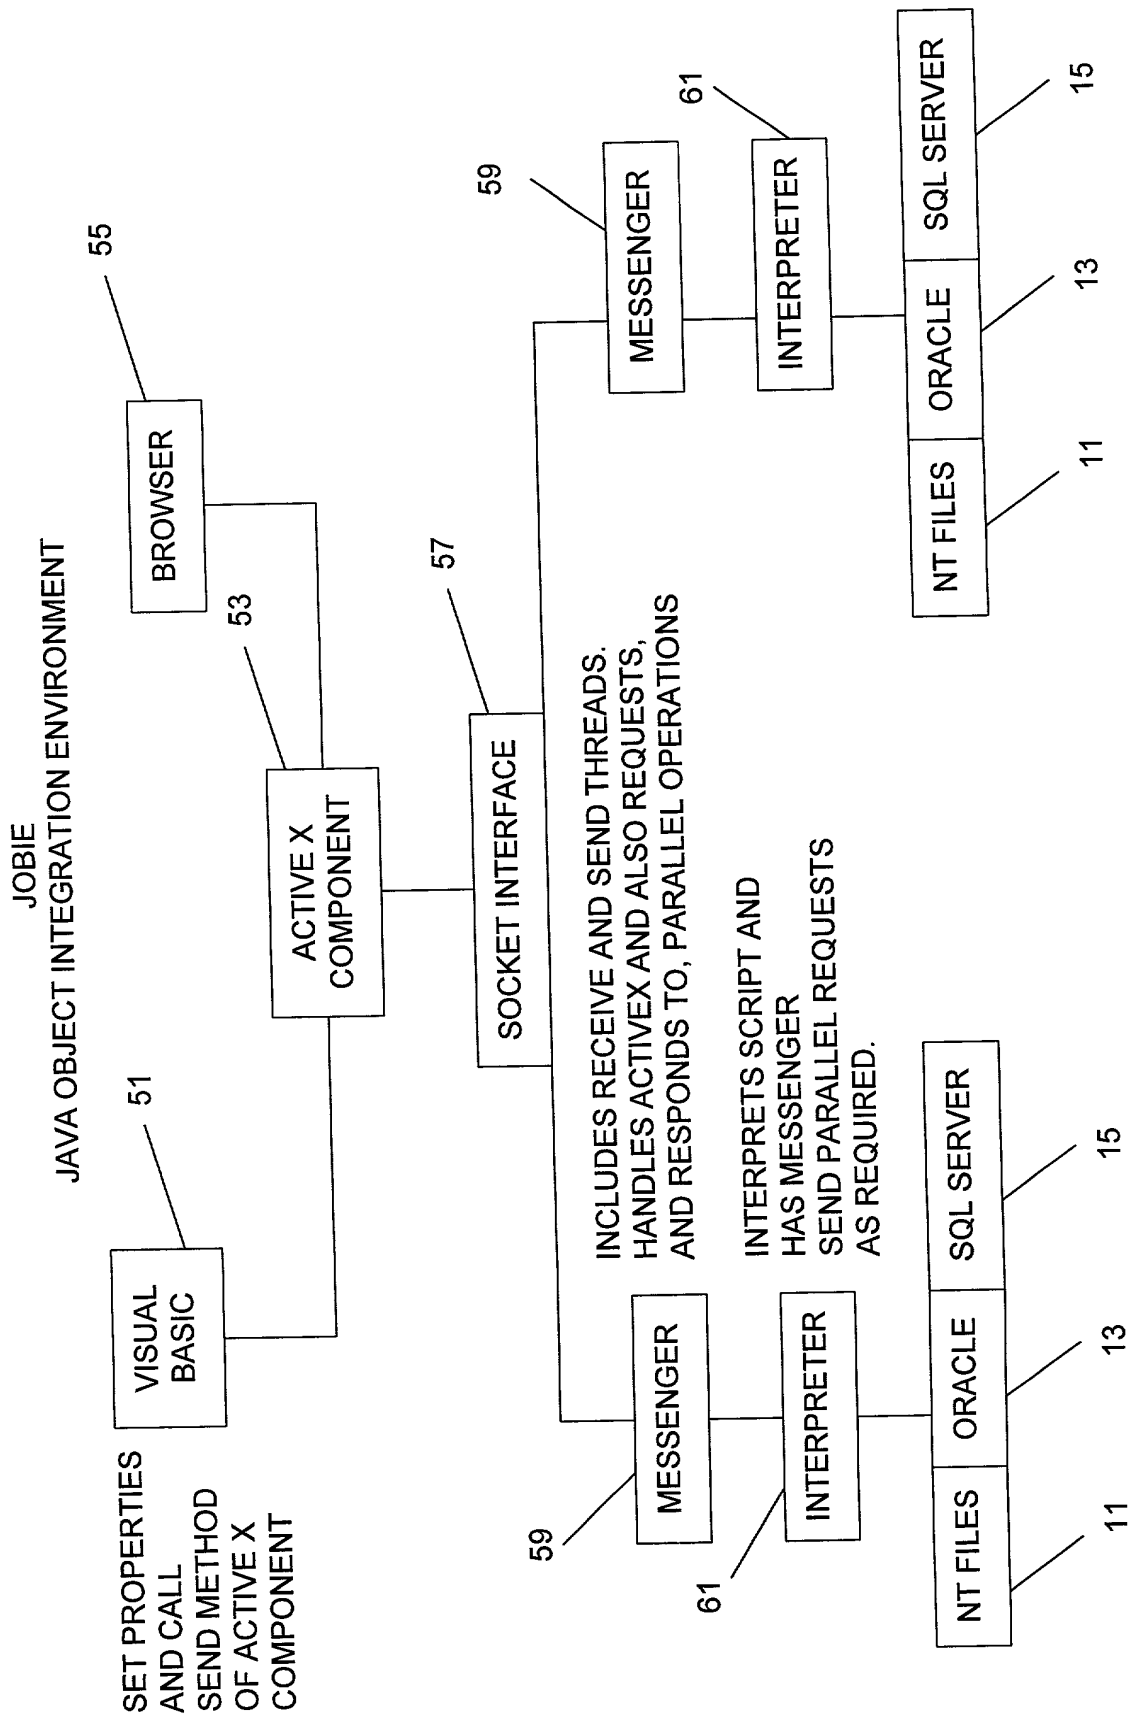 JOBIE
JAVA OBJECT INTEGRATION ENVIRONMENT
SET PROPERTIES
AND CALL
SEND METHOD
OF ACTIVE X
COMPONENT
VISUAL
BASIC
51
BROWSER
55
ACTIVE X
COMPONENT
53
SOCKET INTERFACE
57
INCLUDES RECEIVE AND SEND THREADS.
HANDLES ACTIVEX AND ALSO REQUESTS,
AND RESPONDS TO, PARALLEL OPERATIONS
59
MESSENGER
INTERPRETS SCRIPT AND
HAS MESSENGER
SEND PARALLEL REQUESTS
AS REQUIRED.
61
INTERPRETER
NT FILES
ORACLE
SQL SERVER
11
13
15
MESSENGER
59
INTERPRETER
61
NT FILES
ORACLE
SQL SERVER
11
13
15